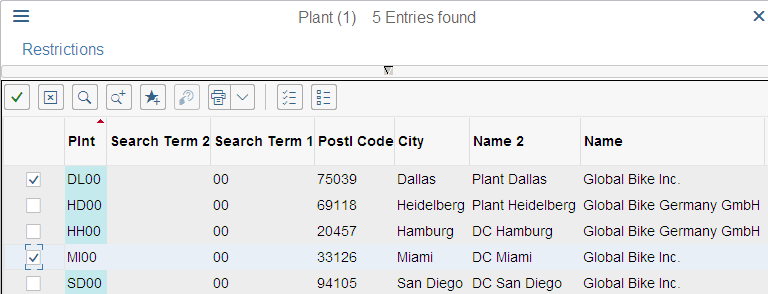 Plant (1) 5 Entries found
Restrictions
Plnt Search Term 2 Search Term 1 Postl Code City Name 2 Name
DL00 00 75039 Dallas Plant Dallas Global Bike Inc.
HD00 00 69118 Heidelberg Plant Heidelberg Global Bike Germany GmbH
HH00 00 20457 Hamburg DC Hamburg Global Bike Germany GmbH
MI00 00 33126 Miami DC Miami Global Bike Inc.
SD00 00 94105 San Diego DC San Diego Global Bike Inc.